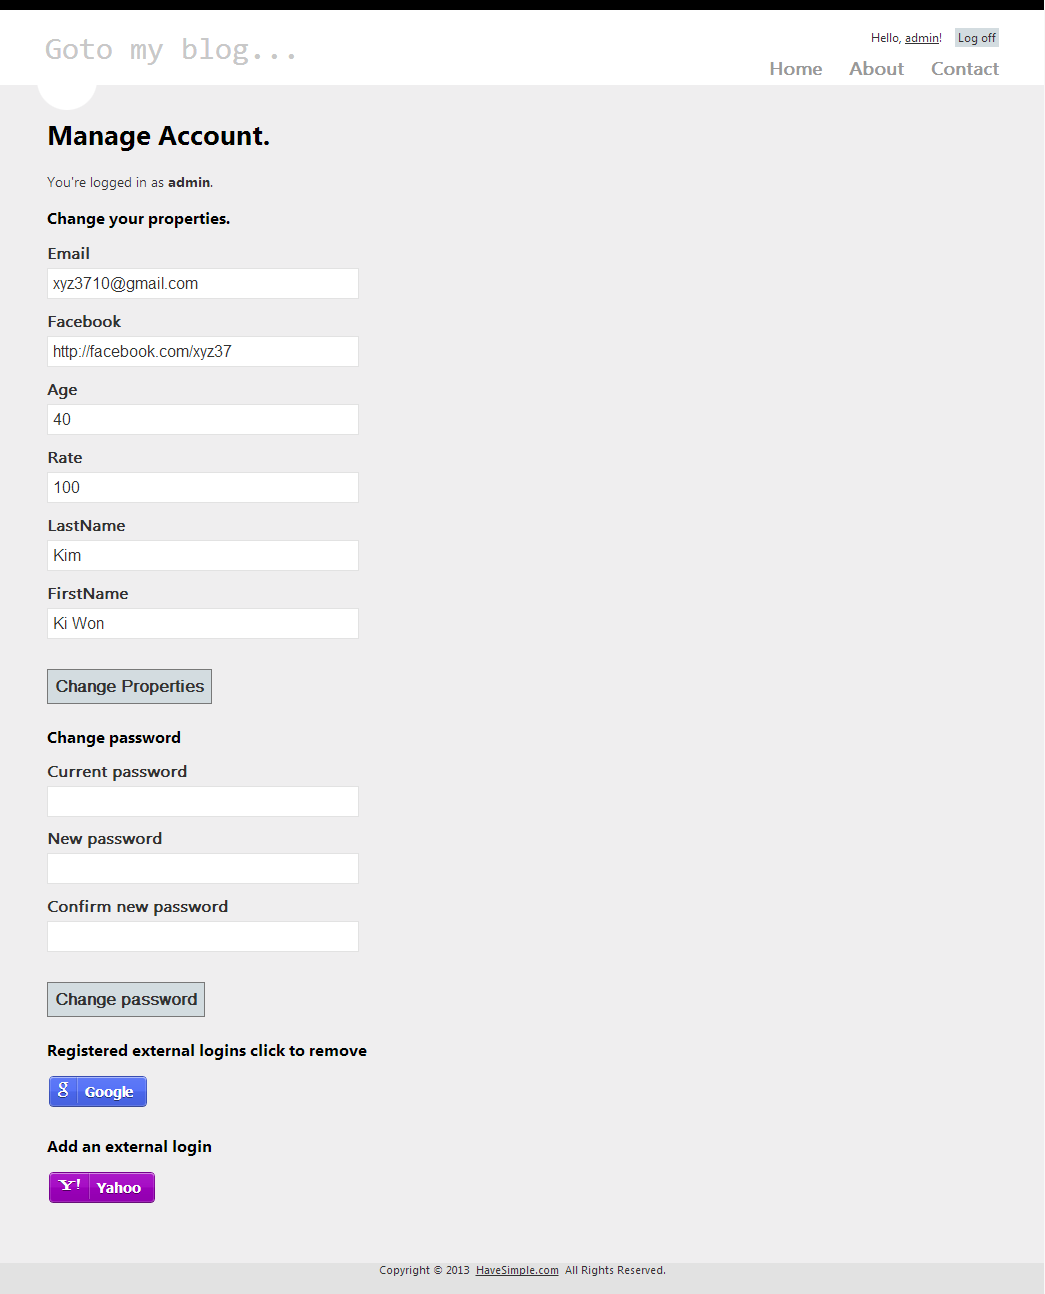 Goto my blog...
Hello, admin! Log off
Home About Contact
Manage Account.
You're logged in as admin.
Change your properties.
Email
xyz3710@gmail.com
Facebook
http://facebook.com/xyz37
Age
40
Rate
100
LastName
Kim
FirstName
Ki Won
Change Properties
Change password
Current password
New password
Confirm new password
Change password
Registered external logins click to remove
g Google
Add an external login
Y! Yahoo
Copyright © 2013 HaveSimple.com All Rights Reserved.